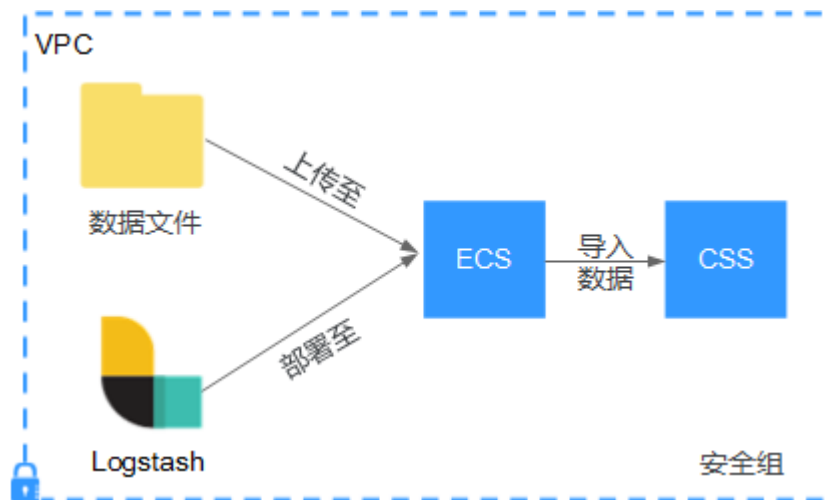 VPC
上传至
数据文件
ECS
导入
数据
CSS
部署至
Logstash
安全组